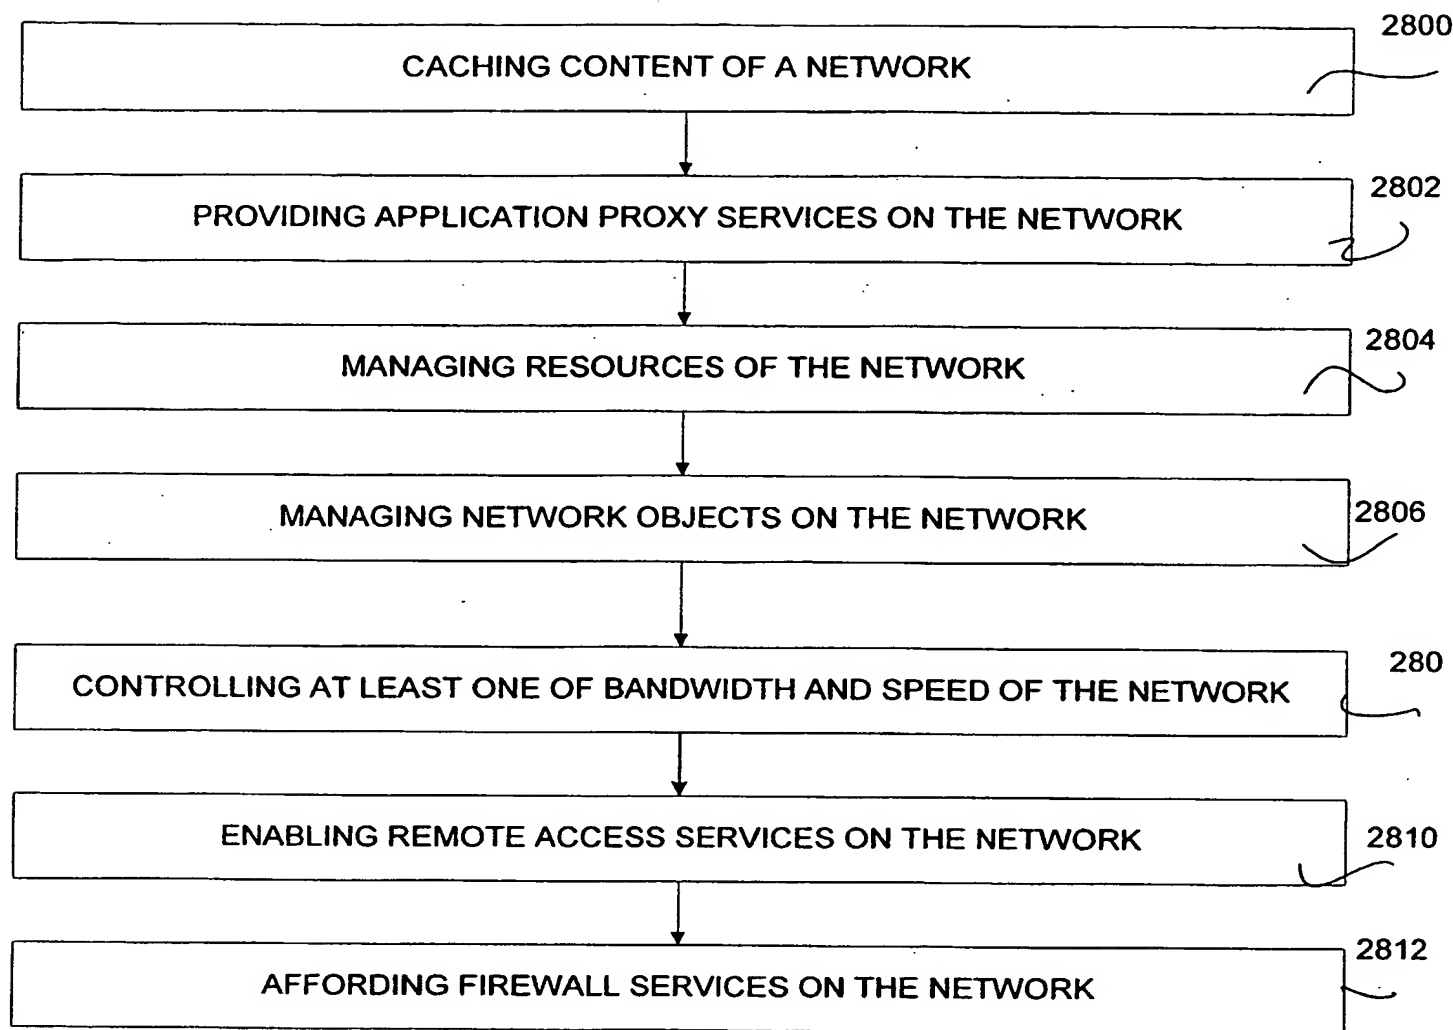 2800
CACHING CONTENT OF A NETWORK
2802
PROVIDING APPLICATION PROXY SERVICES ON THE NETWORK
2804
MANAGING RESOURCES OF THE NETWORK
2806
MANAGING NETWORK OBJECTS ON THE NETWORK
280
CONTROLLING AT LEAST ONE OF BANDWIDTH AND SPEED OF THE NETWORK
2810
ENABLING REMOTE ACCESS SERVICES ON THE NETWORK
2812
AFFORDING FIREWALL SERVICES ON THE NETWORK